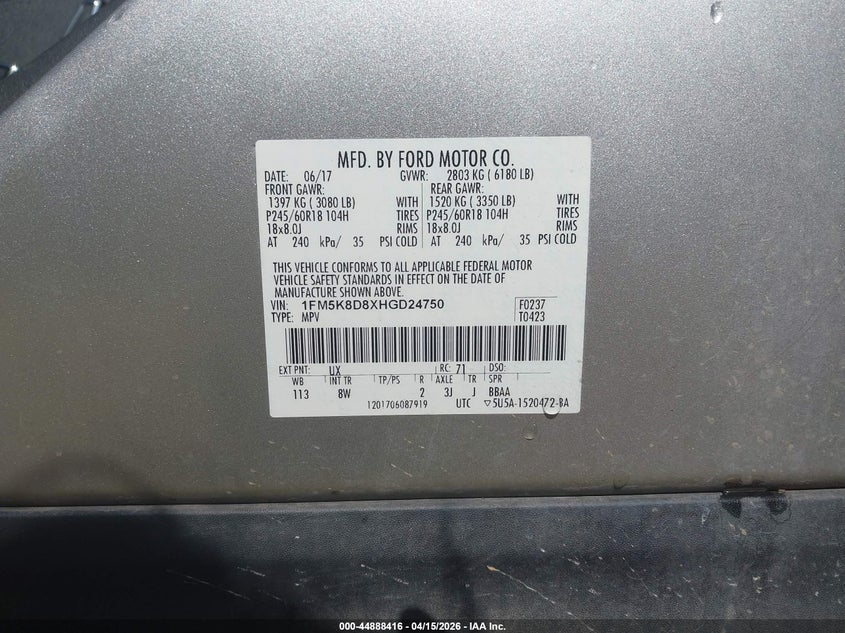 MFD. BY FORD MOTOR CO.
DATE: 06/17 GVWR: 2803 KG ( 6180 LB)
FRONT GAWR: REAR GAWR:
1397 KG ( 3080 LB) WITH 1520 KG ( 3350 LB) WITH
P245/60R18 104H TIRES P245/60R18 104H TIRES
18x8.0J RIMS 18x8.0J RIMS
AT 240 kPa/ 35 PSI COLD AT 240 kPa/ 35 PSI COLD
THIS VEHICLE CONFORMS TO ALL APPLICABLE FEDERAL MOTOR
VEHICLE SAFETY STANDARDS IN EFFECT ON THE DATE OF
MANUFACTURE SHOWN ABOVE.
VIN: 1FM5K8D8XHGD24750 F0237
TYPE: MPV T0423
EXT PNT: UX RC: 71 DSO:
WB INT TR TP/PS R AXLE TR SPR
113 8W 2 3J J BBAA
1201706087919 UTC ▽5U5A-1520472-BA
000-44888416 - 04/15/2026 - IAA Inc.